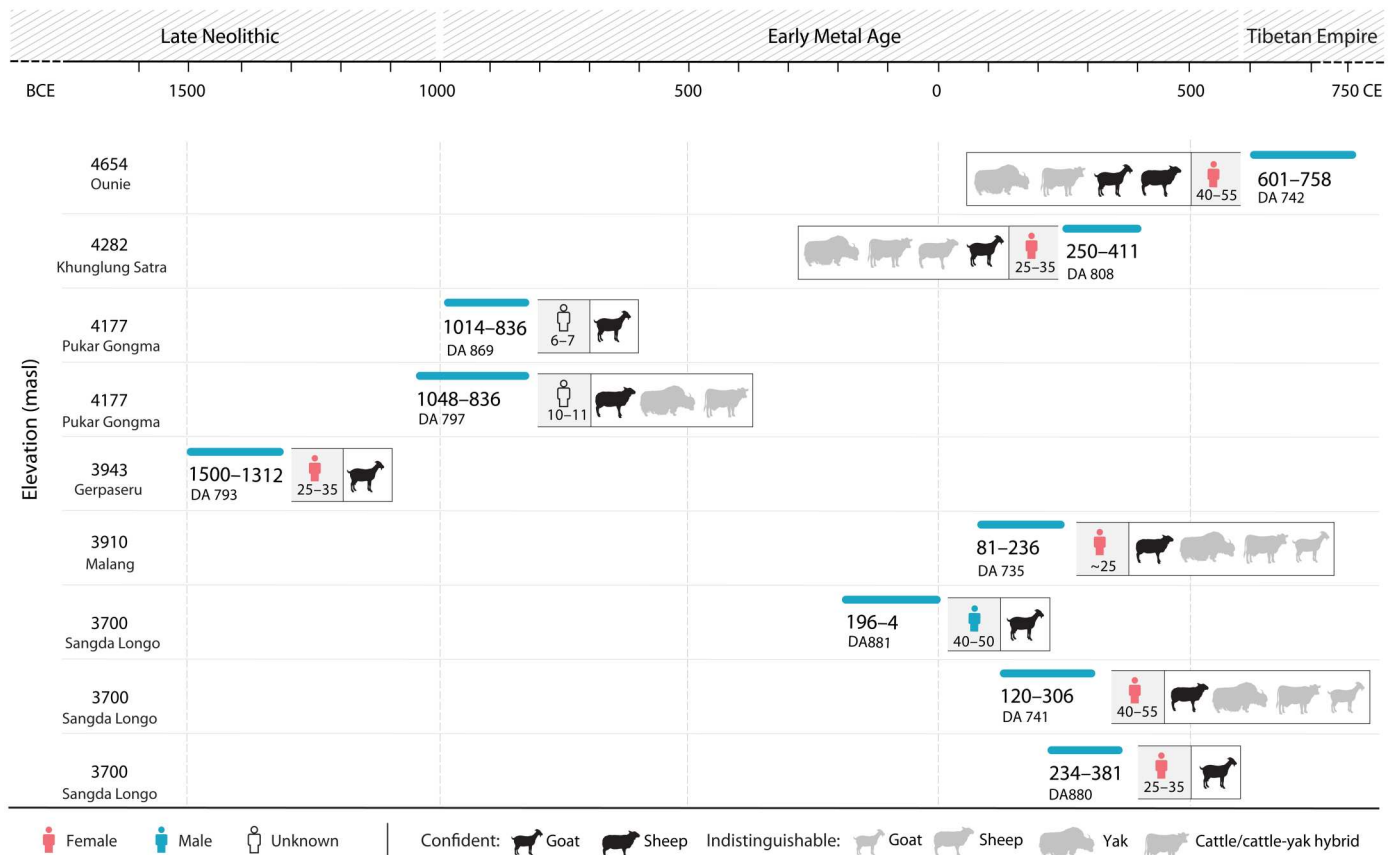 Late Neolithic Early Metal Age Tibetan Empire
BCE 1500 1000 500 0 500 750 CE
Elevation (masl)
4654
Ounie
40–55
601–758
DA 742
4282
Khunglung Satra
25–35
250–411
DA 808
4177
Pukar Gongma
1014–836
DA 869
6–7
4177
Pukar Gongma
1048–836
DA 797
10–11
3943
Gerpaseru
1500–1312
DA 793
25–35
3910
Malang
81–236
DA 735
~25
3700
Sangda Longo
196–4
DA881
40–50
3700
Sangda Longo
120–306
DA 741
40–55
3700
Sangda Longo
234–381
DA880
25–35
Female Male Unknown Confident: Goat Sheep Indistinguishable: Goat Sheep Yak Cattle/cattle-yak hybrid